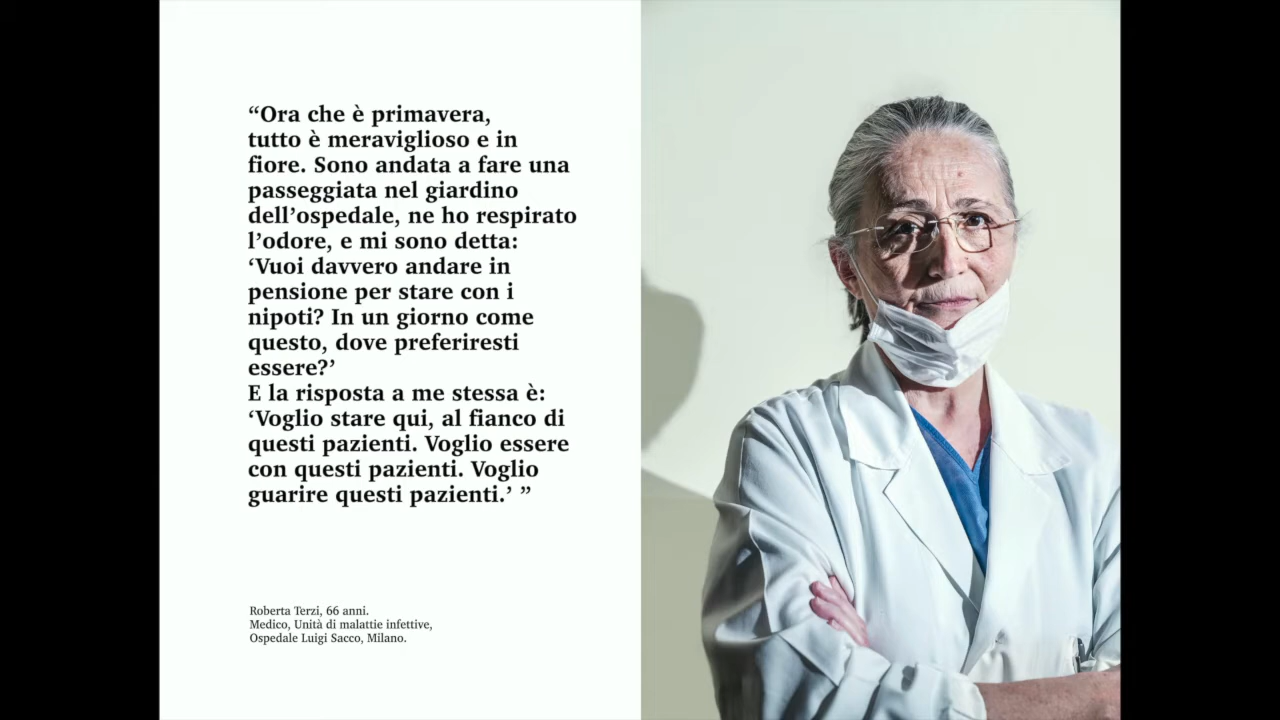 “Ora che è primavera,
tutto è meraviglioso e in
fiore. Sono andata a fare una
passeggiata nel giardino
dell’ospedale, ne ho respirato
l’odore, e mi sono detta:
‘Vuoi davvero andare in
pensione per stare con i
nipoti? In un giorno come
questo, dove preferiresti
essere?’
E la risposta a me stessa è:
‘Voglio stare qui, al fianco di
questi pazienti. Voglio essere
con questi pazienti. Voglio
guarire questi pazienti.’ ”
Roberta Terzi, 66 anni.
Medico, Unità di malattie infettive,
Ospedale Luigi Sacco, Milano.